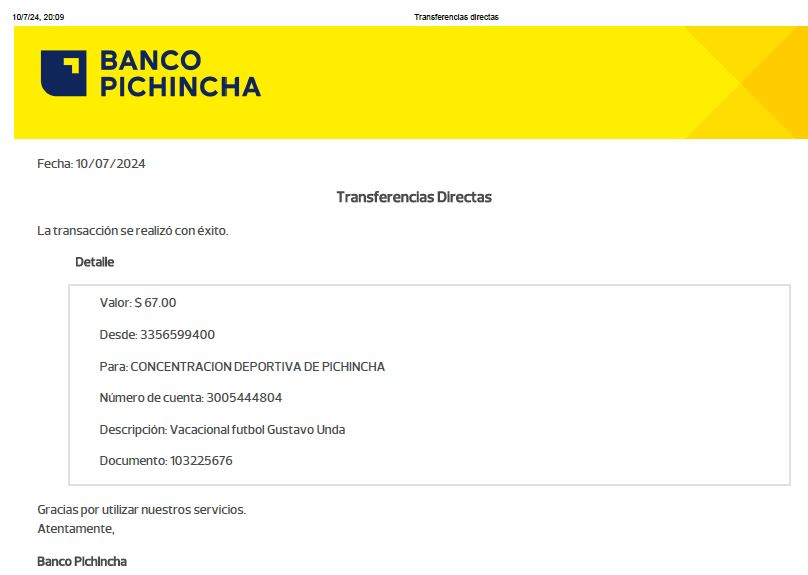 10/7/24, 20:09
Transferencias directas
BANCO
PICHINCHA
Fecha: 10/07/2024
Transferencias Directas
La transacción se realizó con éxito.
Detalle
Valor: $ 67.00
Desde: 3356599400
Para: CONCENTRACION DEPORTIVA DE PICHINCHA
Número de cuenta: 3005444804
Descripción: Vacacional futbol Gustavo Unda
Documento: 103225676
Gracias por utilizar nuestros servicios.
Atentamente,
Banco Pichincha